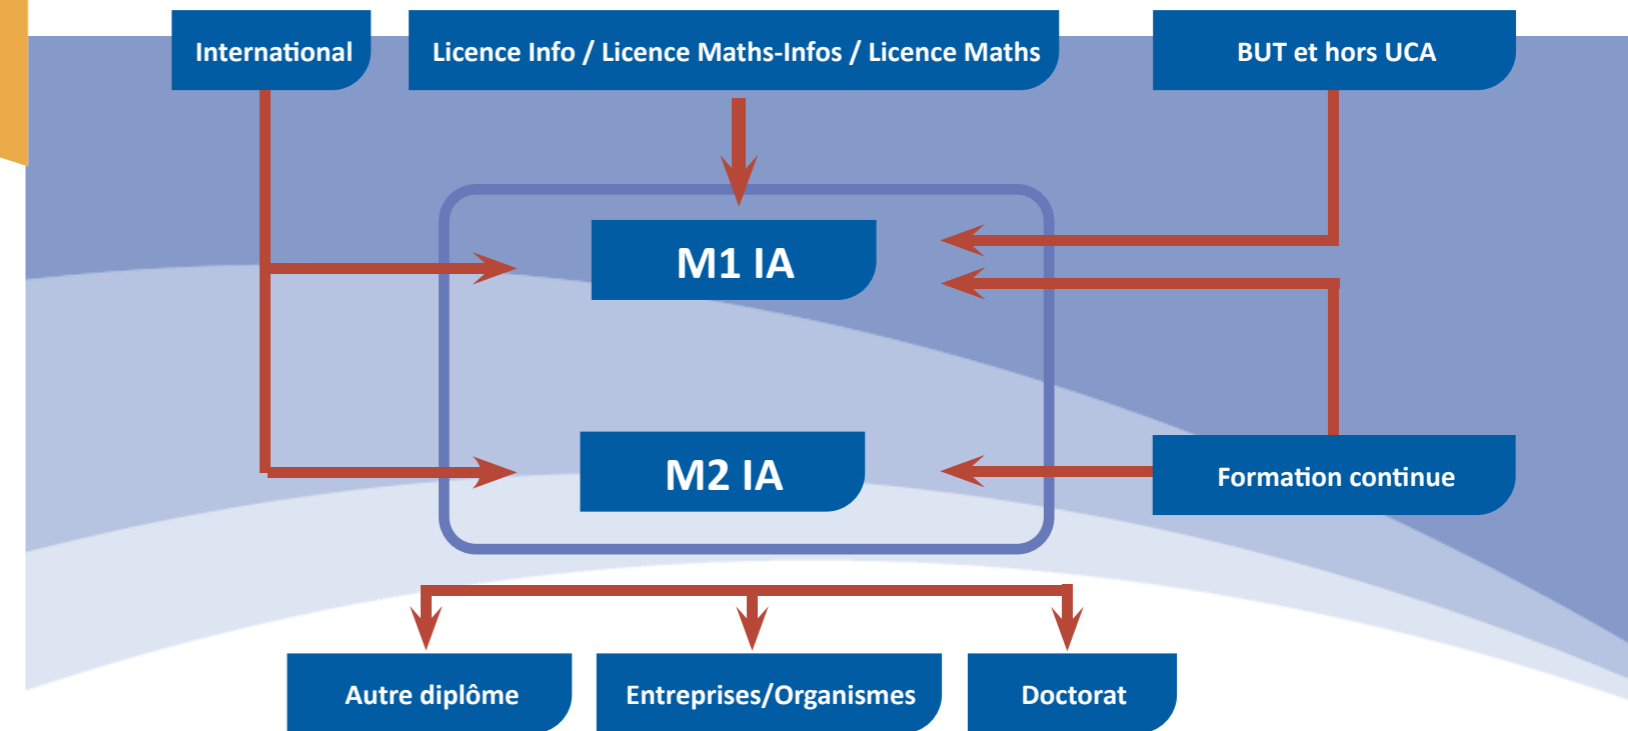 International
Licence Info / Licence Maths-Infos / Licence Maths
BUT et hors UCA
M1 IA
M2 IA
Formation continue
Autre diplôme
Entreprises/Organismes
Doctorat